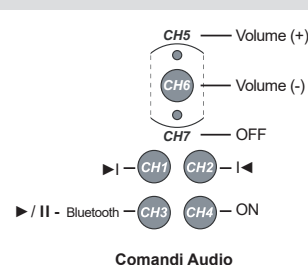 CH5 Volume (+)
CH6 Volume (-)
CH7 OFF
►I CH1 CH2 I◄
► / II - Bluetooth CH3 CH4 ON
Comandi Audio